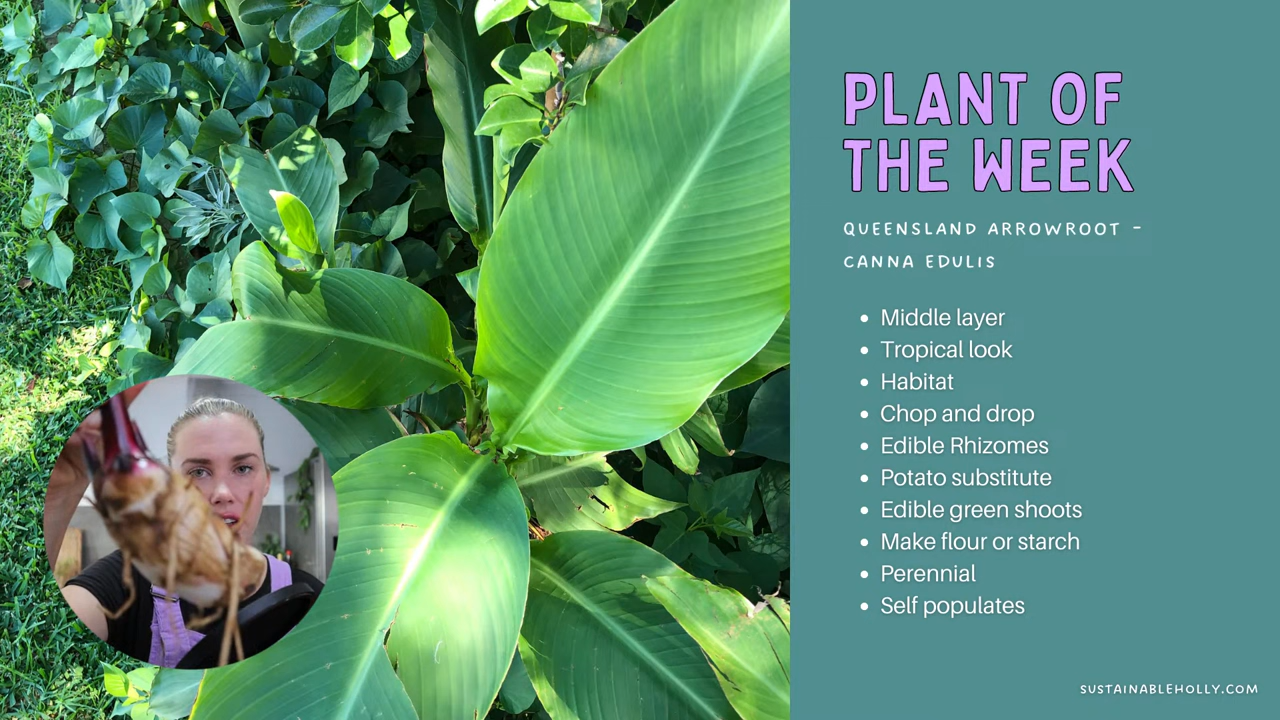 PLANT OF
THE WEEK
QUEENSLAND ARROWROOT -
CANNA EDULIS
• Middle layer
• Tropical look
• Habitat
• Chop and drop
• Edible Rhizomes
• Potato substitute
• Edible green shoots
• Make flour or starch
• Perennial
• Self populates
SUSTAINABLEHOLLY.COM